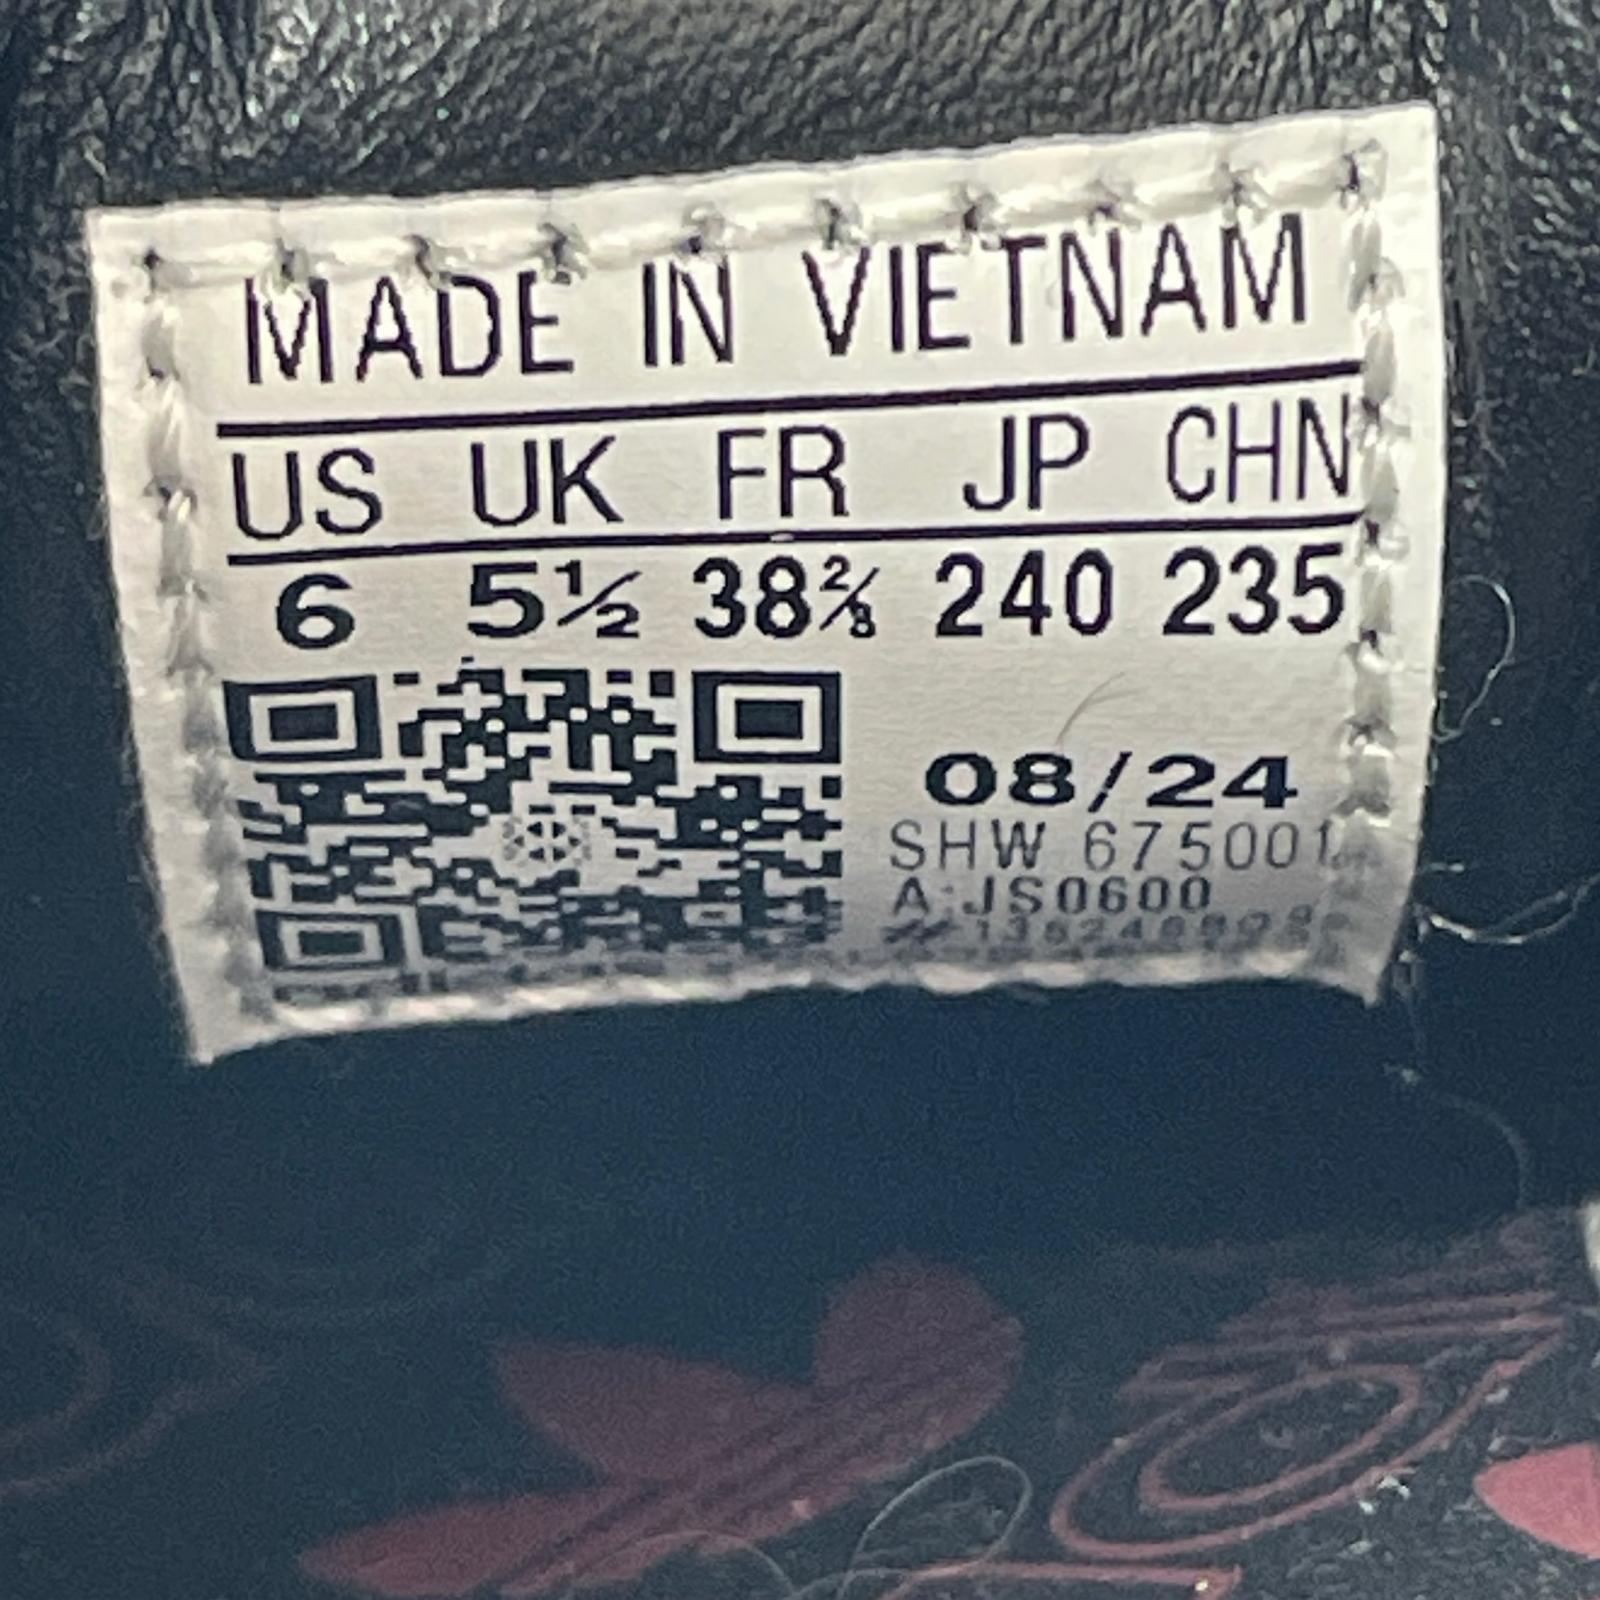 MADE IN VIETNAM
US UK FR JP CHN
6 5½ 38⅔ 240 235
08/24
SHW 675001
A:JS0600